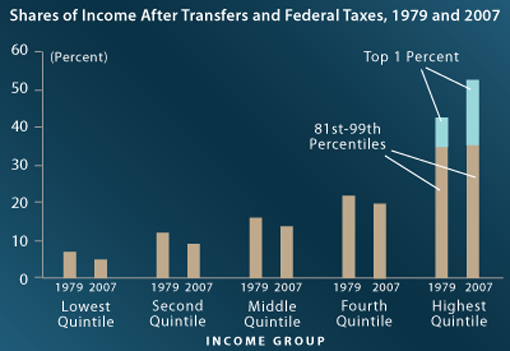 Shares of Income After Transfers and Federal Taxes, 1979 and 2007
60
(Percent)
Top 1 Percent
50
40
81st-99th
Percentiles
30
20
10
0
1979 2007 1979 2007 1979 2007 1979 2007 1979 2007
Lowest Second Middle Fourth Highest
Quintile Quintile Quintile Quintile Quintile
INCOME GROUP